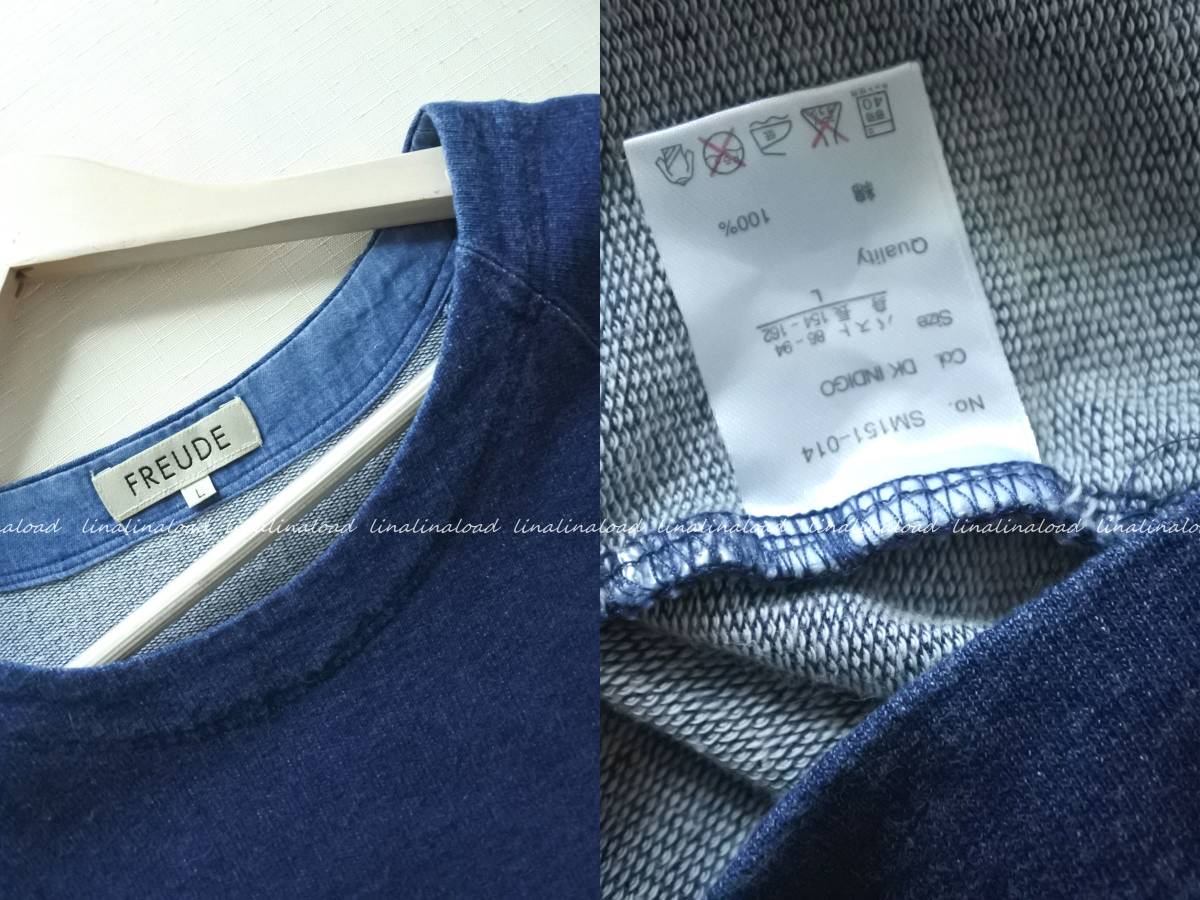 FREUDE
L
No. SM151-014
Col. DK INDIGO
Size バスト 86-94
身長 154-162
L
Quality
綿 100%
40
linalinaload linalinaload linalinaload linalinaload linalinaload linalinaload linalinaload linalinaload